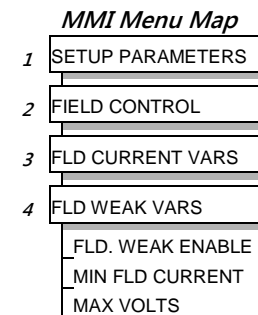 MMI Menu Map
1 SETUP PARAMETERS
2 FIELD CONTROL
3 FLD CURRENT VARS
4 FLD WEAK VARS
FLD. WEAK ENABLE
MIN FLD CURRENT
MAX VOLTS